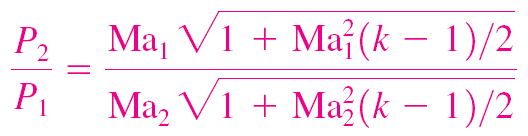 P₂/P₁ = Ma₁ √(1 + Ma₁²(k − 1)/2) / Ma₂ √(1 + Ma₂²(k − 1)/2)